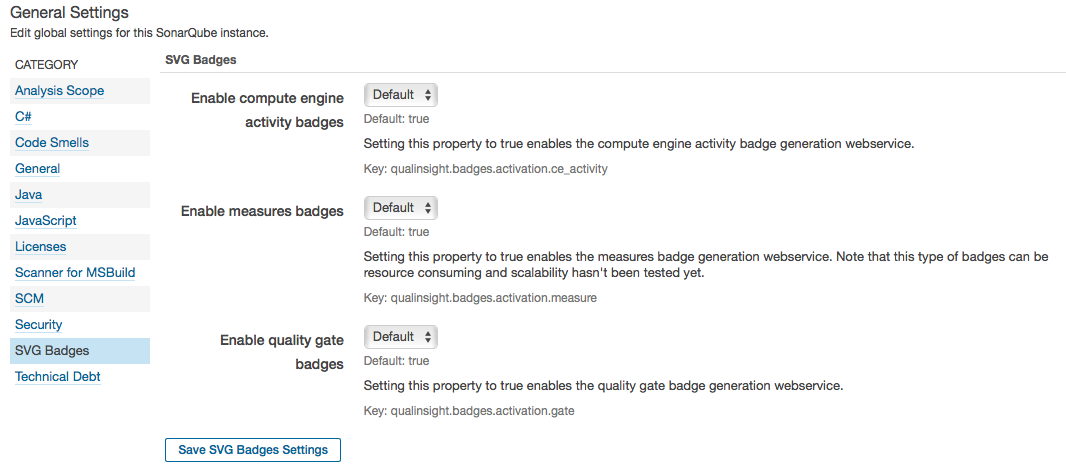 General Settings
Edit global settings for this SonarQube instance.
CATEGORY
Analysis Scope
C#
Code Smells
General
Java
JavaScript
Licenses
Scanner for MSBuild
SCM
Security
SVG Badges
Technical Debt
SVG Badges
Enable compute engine
activity badges
Default
Default: true
Setting this property to true enables the compute engine activity badge generation webservice.
Key: qualinsight.badges.activation.ce_activity
Enable measures badges
Default
Default: true
Setting this property to true enables the measures badge generation webservice. Note that this type of badges can be
resource consuming and scalability hasn't been tested yet.
Key: qualinsight.badges.activation.measure
Enable quality gate
badges
Default
Default: true
Setting this property to true enables the quality gate badge generation webservice.
Key: qualinsight.badges.activation.gate
Save SVG Badges Settings